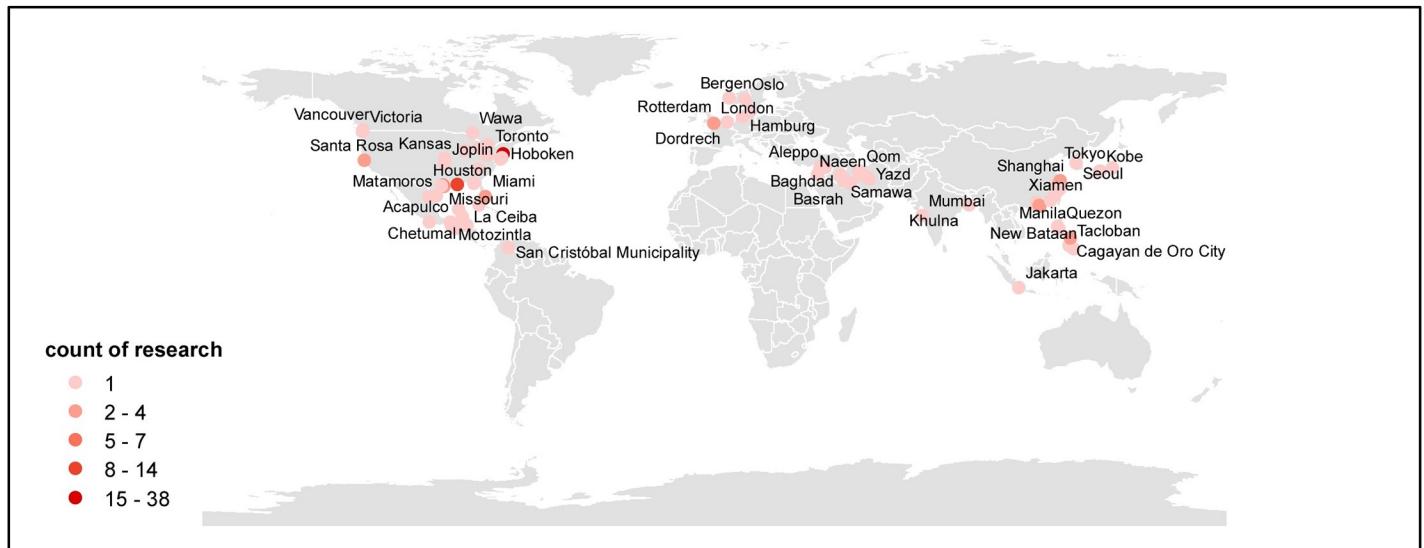 Bergen Oslo
Rotterdam London
Vancouver Victoria Wawa
Hamburg
Toronto
Dordrech
Santa Rosa Kansas Joplin Hoboken
Aleppo Naeen Qom
Tokyo Kobe
Shanghai Seoul
Houston
Matamoros Miami
Baghdad Yazd
Xiamen
Samawa
Missouri
Basrah Mumbai
Acapulco
La Ceiba
Khulna
Manila Quezon
Chetumal Motozintla
New Bataan Tacloban
San Cristóbal Municipality
Cagayan de Oro City
Jakarta
count of research
1
2 - 4
5 - 7
8 - 14
15 - 38